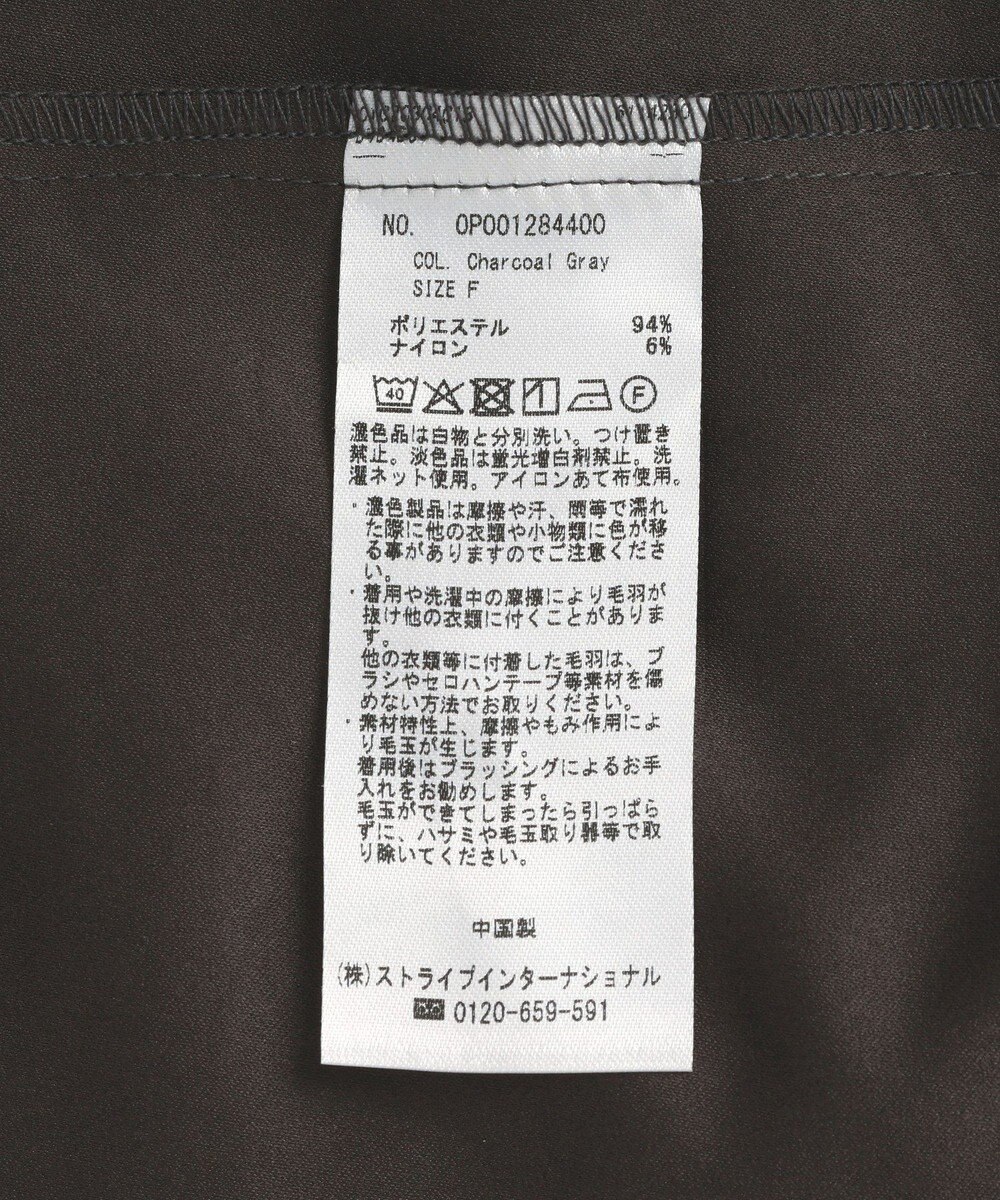 NO. OP001284400
COL. Charcoal Gray
SIZE F
ポリエステル 94%
ナイロン 6%
40
F
濃色品は白物と分別洗い。つけ置き
禁止。淡色品は蛍光増白剤禁止。洗
濯ネット使用。アイロンあて布使用。
・濃色製品は摩擦や汗、雨等で濡れ
た際に他の衣類や小物類に色が移
る事がありますのでご注意くださ
い。
・着用や洗濯中の摩擦により毛羽が
抜け他の衣類に付くことがありま
す。
他の衣類等に付着した毛羽は、ブ
ラシやセロハンテープ等素材を傷
めない方法でお取りください。
・素材特性上、摩擦やもみ作用によ
り毛玉が生じます。
着用後はブラッシングによるお手
入れをお勧めします。
毛玉ができてしまったら引っぱら
ずに、ハサミや毛玉取り器等で取
り除いてください。
中国製
(株)ストライプインターナショナル
0120-659-591